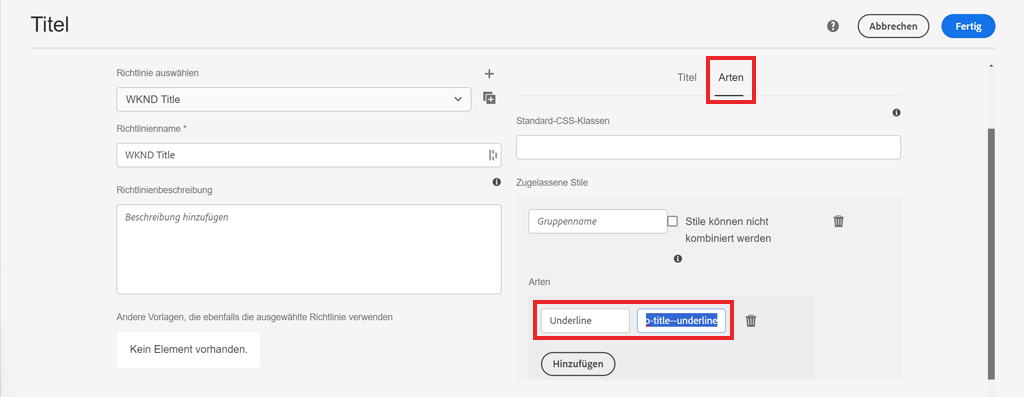 Titel
Abbrechen
Fertig
Richtlinie auswählen
WKND Title
Richtlinienname *
WKND Title
Richtlinienbeschreibung
Beschreibung hinzufügen
Andere Vorlagen, die ebenfalls die ausgewählte Richtlinie verwenden
Kein Element vorhanden.
Titel
Arten
Standard-CSS-Klassen
Zugelassene Stile
Gruppenname
Stile können nicht
kombiniert werden
Arten
Underline
p-title--underline
Hinzufügen